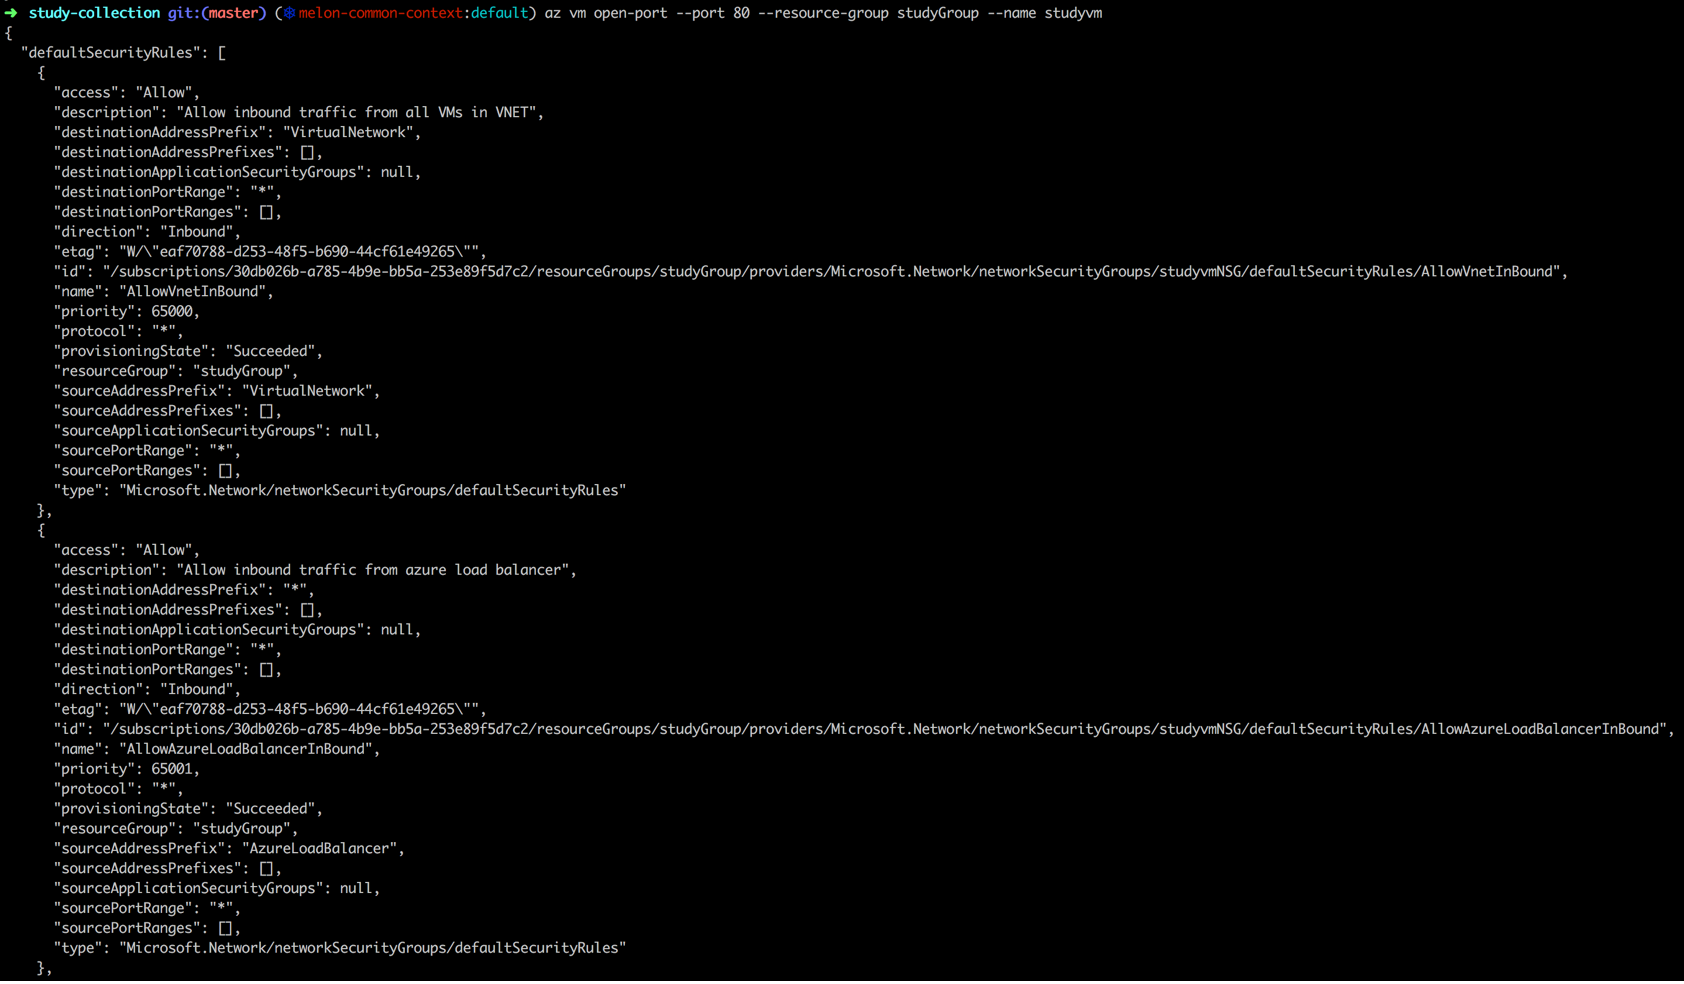 ➜  study-collection git:(master) (⎈ melon-common-context:default) az vm open-port --port 80 --resource-group studyGroup --name studyvm
{
  "defaultSecurityRules": [
    {
      "access": "Allow",
      "description": "Allow inbound traffic from all VMs in VNET",
      "destinationAddressPrefix": "VirtualNetwork",
      "destinationAddressPrefixes": [],
      "destinationApplicationSecurityGroups": null,
      "destinationPortRange": "*",
      "destinationPortRanges": [],
      "direction": "Inbound",
      "etag": "W/\"eaf70788-d253-48f5-b690-44cf61e49265\"",
      "id": "/subscriptions/30db026b-a785-4b9e-bb5a-253e89f5d7c2/resourceGroups/studyGroup/providers/Microsoft.Network/networkSecurityGroups/studyvmNSG/defaultSecurityRules/AllowVnetInBound",
      "name": "AllowVnetInBound",
      "priority": 65000,
      "protocol": "*",
      "provisioningState": "Succeeded",
      "resourceGroup": "studyGroup",
      "sourceAddressPrefix": "VirtualNetwork",
      "sourceAddressPrefixes": [],
      "sourceApplicationSecurityGroups": null,
      "sourcePortRange": "*",
      "sourcePortRanges": [],
      "type": "Microsoft.Network/networkSecurityGroups/defaultSecurityRules"
    },
    {
      "access": "Allow",
      "description": "Allow inbound traffic from azure load balancer",
      "destinationAddressPrefix": "*",
      "destinationAddressPrefixes": [],
      "destinationApplicationSecurityGroups": null,
      "destinationPortRange": "*",
      "destinationPortRanges": [],
      "direction": "Inbound",
      "etag": "W/\"eaf70788-d253-48f5-b690-44cf61e49265\"",
      "id": "/subscriptions/30db026b-a785-4b9e-bb5a-253e89f5d7c2/resourceGroups/studyGroup/providers/Microsoft.Network/networkSecurityGroups/studyvmNSG/defaultSecurityRules/AllowAzureLoadBalancerInBound",
      "name": "AllowAzureLoadBalancerInBound",
      "priority": 65001,
      "protocol": "*",
      "provisioningState": "Succeeded",
      "resourceGroup": "studyGroup",
      "sourceAddressPrefix": "AzureLoadBalancer",
      "sourceAddressPrefixes": [],
      "sourceApplicationSecurityGroups": null,
      "sourcePortRange": "*",
      "sourcePortRanges": [],
      "type": "Microsoft.Network/networkSecurityGroups/defaultSecurityRules"
    },